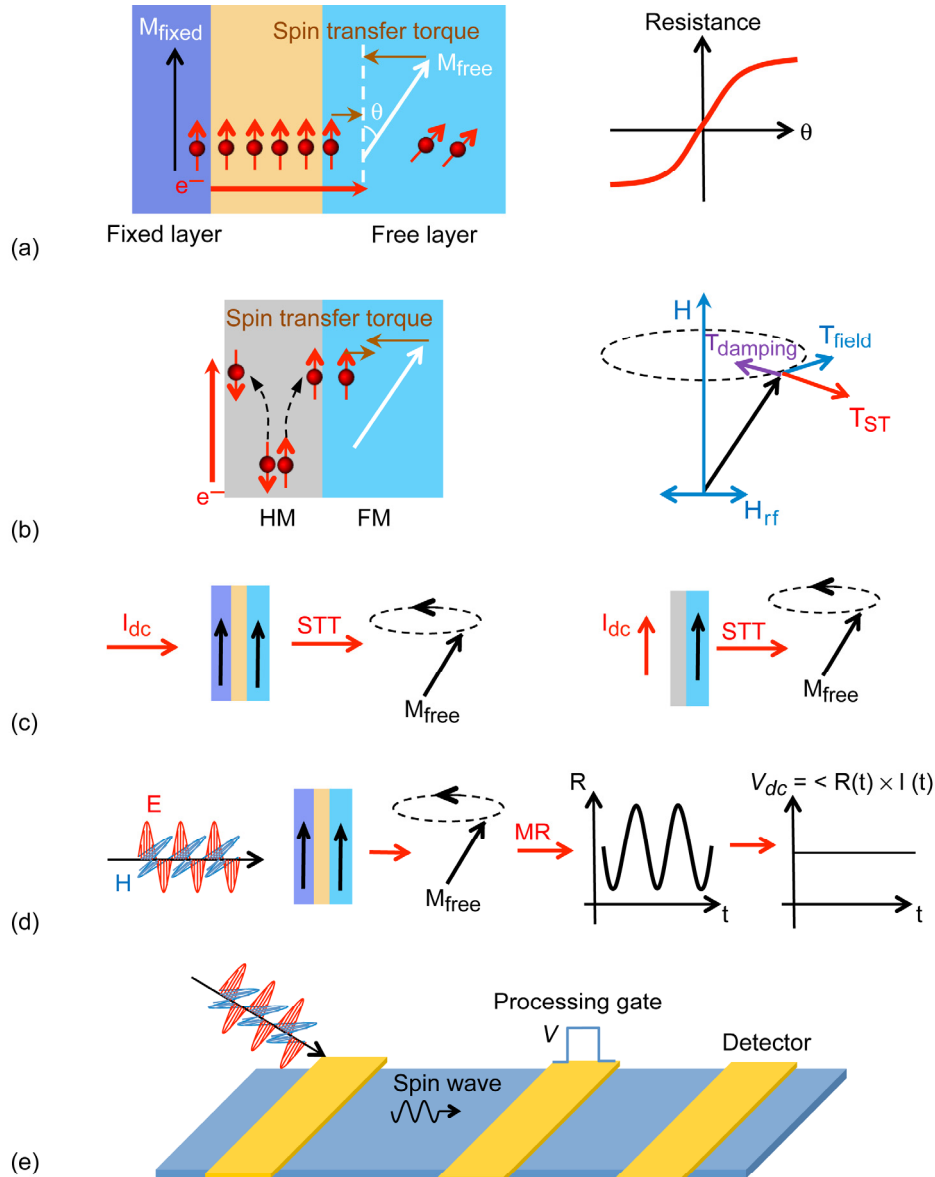 M_fixed
Spin transfer torque
M_free
θ
e–
Fixed layer
Free layer
Resistance
θ
(a)
Spin transfer torque
e–
HM
FM
H
T_damping
T_field
T_ST
H_rf
(b)
I_dc
STT
M_free
I_dc
STT
M_free
(c)
E
H
M_free
MR
R
t
V_dc = < R(t) × I (t)
t
(d)
Processing gate
V
Detector
Spin wave
(e)